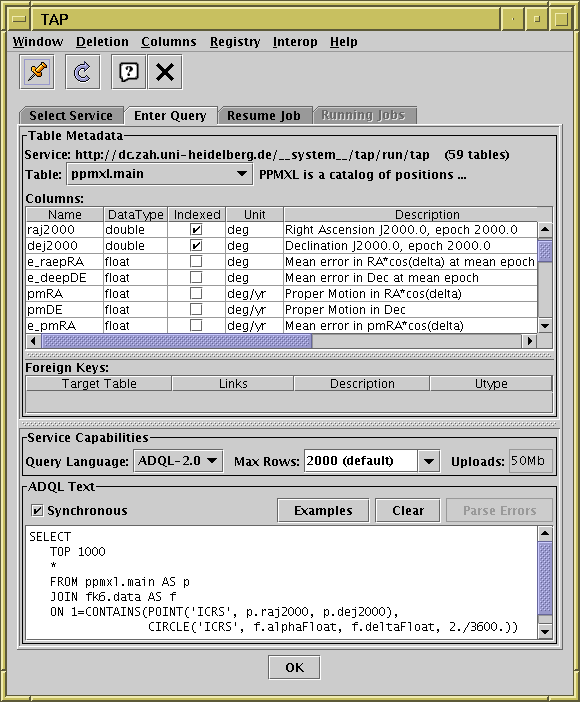 TAP
Window Deletion Columns Registry Interop Help
Select Service Enter Query Resume Job Running Jobs
Table Metadata
Service: http://dc.zah.uni-heidelberg.de/__system__/tap/run/tap (59 tables)
Table: ppmxl.main PPMXL is a catalog of positions ...
Columns:
Name DataType Indexed Unit Description
raj2000 double deg Right Ascension J2000.0, epoch 2000.0
dej2000 double deg Declination J2000.0, epoch 2000.0
e_raepRA float deg Mean error in RA*cos(delta) at mean epoch
e_deepDE float deg Mean error in Dec at mean epoch
pmRA float deg/yr Proper Motion in RA*cos(delta)
pmDE float deg/yr Proper Motion in Dec
e_pmRA float deg/yr Mean error in pmRA*cos(delta)
Foreign Keys:
Target Table Links Description Utype
Service Capabilities
Query Language: ADQL-2.0 Max Rows: 2000 (default) Uploads: 50Mb
ADQL Text
Synchronous Examples Clear Parse Errors
SELECT
TOP 1000
*
FROM ppmxl.main AS p
JOIN fk6.data AS f
ON 1=CONTAINS(POINT('ICRS', p.raj2000, p.dej2000),
CIRCLE('ICRS', f.alphaFloat, f.deltaFloat, 2./3600.))
OK